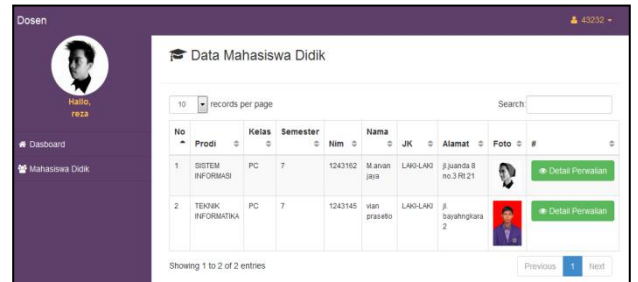 Dosen
43232
Hallo,
reza
Dasboard
Mahasiswa Didik
Data Mahasiswa Didik
10 records per page
Search:
No Prodi Kelas Semester Nim Nama JK Alamat Foto #
1 SISTEM INFORMASI PC 7 1243162 M.arvan jaya LAKI-LAKI jl.juanda 8 no.3 Rt 21 Detail Perwalian
2 TEKNIK INFORMATIKA PC 7 1243145 vian prasetio LAKI-LAKI jl. bayahngkara 2 Detail Perwalian
Showing 1 to 2 of 2 entries
Previous 1 Next